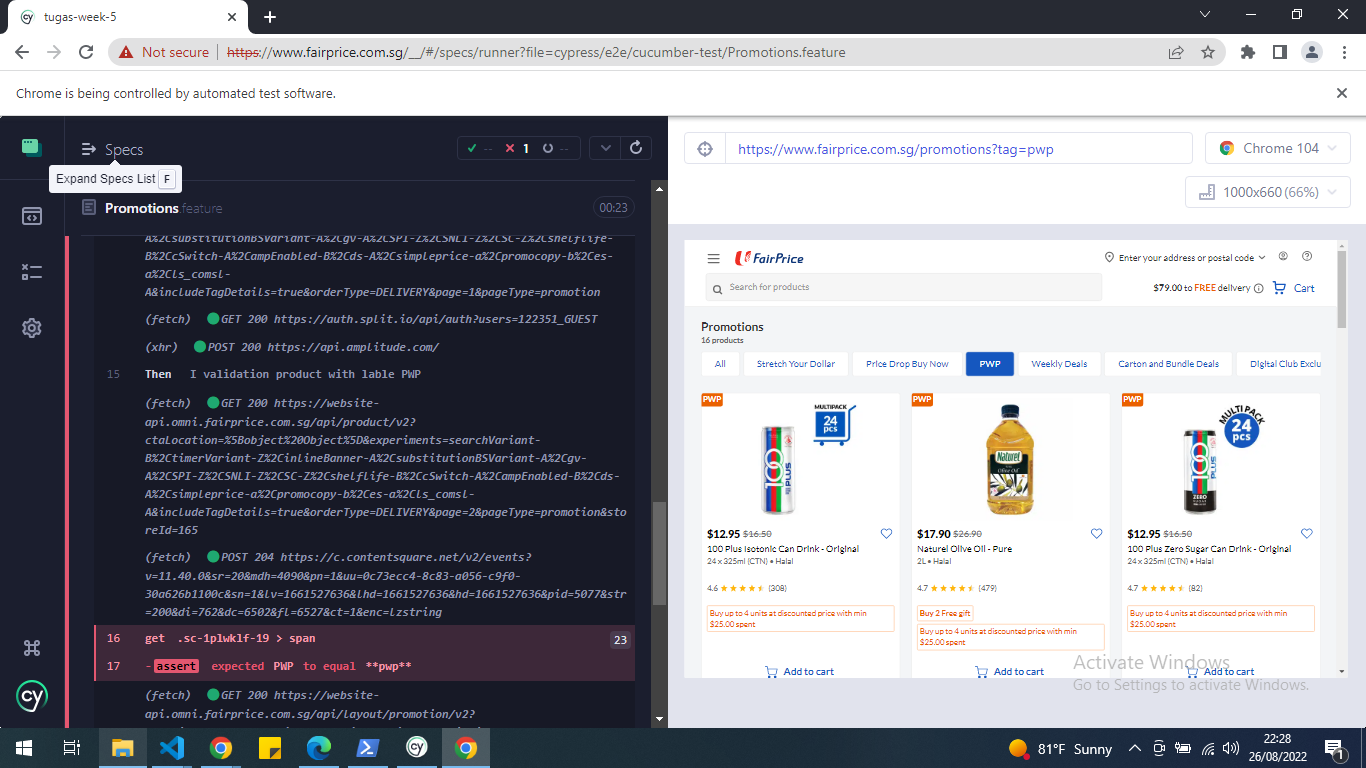 tugas-week-5
Not secure
https://www.fairprice.com.sg/__/#/specs/runner?file=cypress/e2e/cucumber-test/Promotions.feature
Chrome is being controlled by automated test software.
Specs
-- 1 --
Expand Specs List F
Promotions.feature
00:23
A%2CsubstitutionBSVariant-A%2Cgv-A%2CSPI-Z%2CSNLI-Z%2CSC-Z%2Cshelflife-
B%2CcSwitch-A%2CampEnabled-B%2Cds-A%2Csimpleprice-a%2Cpromocopy-b%2Ces-
a%2Cls_comsl-
A&includeTagDetails=true&orderType=DELIVERY&page=1&pageType=promotion
(fetch) GET 200 https://auth.split.io/api/auth?users=122351_GUEST
(xhr) POST 200 https://api.amplitude.com/
15 Then I validation product with lable PWP
(fetch) GET 200 https://website-
api.omni.fairprice.com.sg/api/product/v2?
ctaLocation=%5Bobject%20Object%5D&experiments=searchVariant-
B%2CtimerVariant-Z%2CinlineBanner-A%2CsubstitutionBSVariant-A%2Cgv-
A%2CSPI-Z%2CSNLI-Z%2CSC-Z%2Cshelflife-B%2CcSwitch-A%2CampEnabled-B%2Cds-
A%2Csimpleprice-a%2Cpromocopy-b%2Ces-a%2Cls_comsl-
A&includeTagDetails=true&orderType=DELIVERY&page=2&pageType=promotion&sto
reId=165
(fetch) POST 204 https://c.contentsquare.net/v2/events?
v=11.40.0&sr=20&mdh=4090&pn=1&uu=0c73ecc4-8c83-a056-c9f0-
30a626b1100c&sn=1&lv=1661527636&lhd=1661527636&hd=1661527636&pid=5077&str
=200&di=762&dc=6502&fl=6527&ct=1&enc=lzstring
16 get .sc-1plwklf-19 > span 23
17 -assert expected PWP to equal **pwp**
(fetch) GET 200 https://website-
api.omni.fairprice.com.sg/api/layout/promotion/v2?
cy
https://www.fairprice.com.sg/promotions?tag=pwp
Chrome 104
1000x660 (66%)
FairPrice
Enter your address or postal code
Search for products
$79.00 to FREE delivery
Cart
Promotions
16 products
All
Stretch Your Dollar
Price Drop Buy Now
PWP
Weekly Deals
Carton and Bundle Deals
Digital Club Exclu
PWP
MULTIPACK
24
pcs
100
PLUS
$12.95 $16.50
100 Plus Isotonic Can Drink - Original
24 x 325ml (CTN) • Halal
4.6 (308)
Buy up to 4 units at discounted price with min
$25.00 spent
Add to cart
PWP
Naturel
Olive Oil
$17.90 $26.90
Naturel Olive Oil - Pure
2L • Halal
4.7 (479)
Buy 2 Free gift
Buy up to 4 units at discounted price with min
$25.00 spent
Add to cart
PWP
MULTI PACK
24
pcs
100
PLUS
ZERO
$12.95 $16.50
100 Plus Zero Sugar Can Drink - Original
24 x 325ml (CTN) • Halal
4.7 (82)
Buy up to 4 units at discounted price with min
$25.00 spent
Add to cart
Activate Windows
Go to Settings to activate Windows.
cy
81°F Sunny
22:28
26/08/2022
1